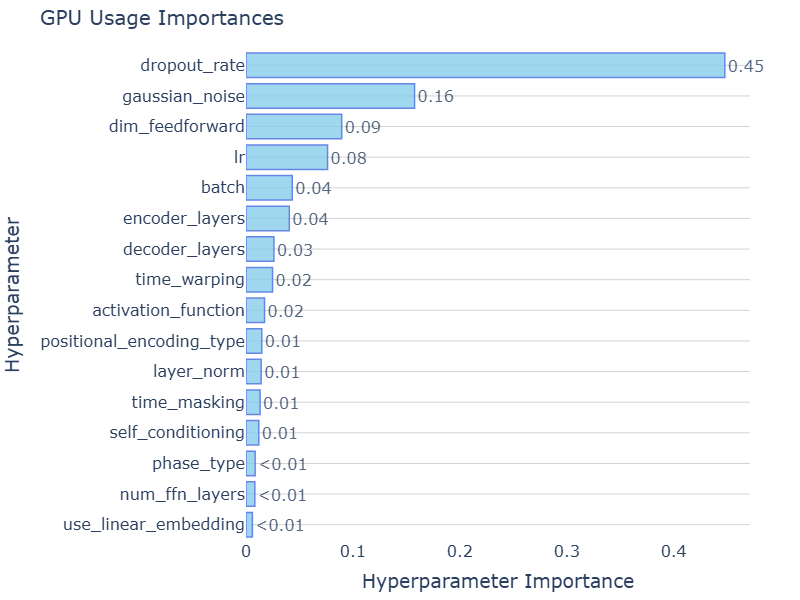 GPU Usage Importances
dropout_rate 0.45
gaussian_noise 0.16
dim_feedforward 0.09
lr 0.08
batch 0.04
encoder_layers 0.04
decoder_layers 0.03
time_warping 0.02
activation_function 0.02
positional_encoding_type 0.01
layer_norm 0.01
time_masking 0.01
self_conditioning 0.01
phase_type <0.01
num_ffn_layers <0.01
use_linear_embedding <0.01
0 0.1 0.2 0.3 0.4
Hyperparameter Importance
Hyperparameter